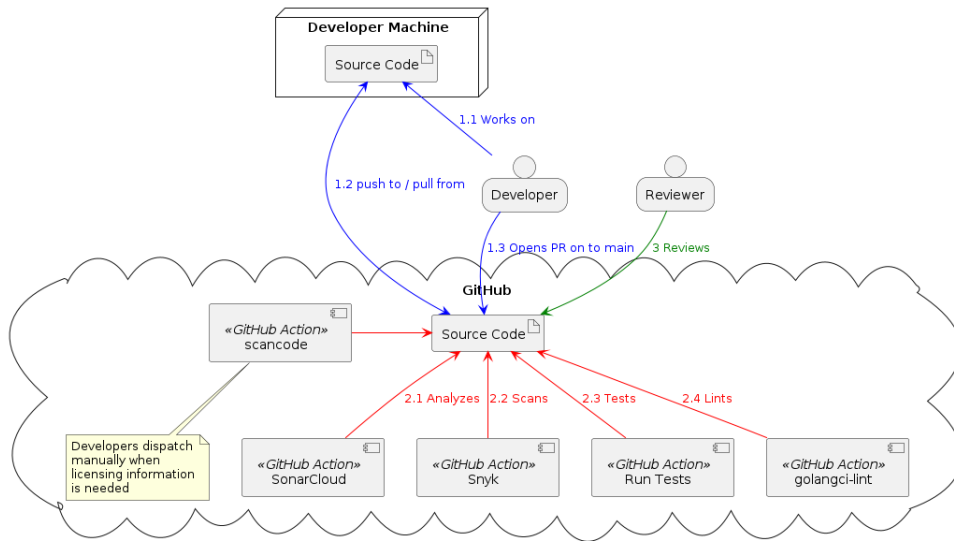 Developer Machine
Source Code
1.1 Works on
1.2 push to / pull from
Developer
Reviewer
1.3 Opens PR on to main
3 Reviews
GitHub
«GitHub Action»
scancode
Source Code
2.1 Analyzes
2.2 Scans
2.3 Tests
2.4 Lints
Developers dispatch
manually when
licensing information
is needed
«GitHub Action»
SonarCloud
«GitHub Action»
Snyk
«GitHub Action»
Run Tests
«GitHub Action»
golangci-lint